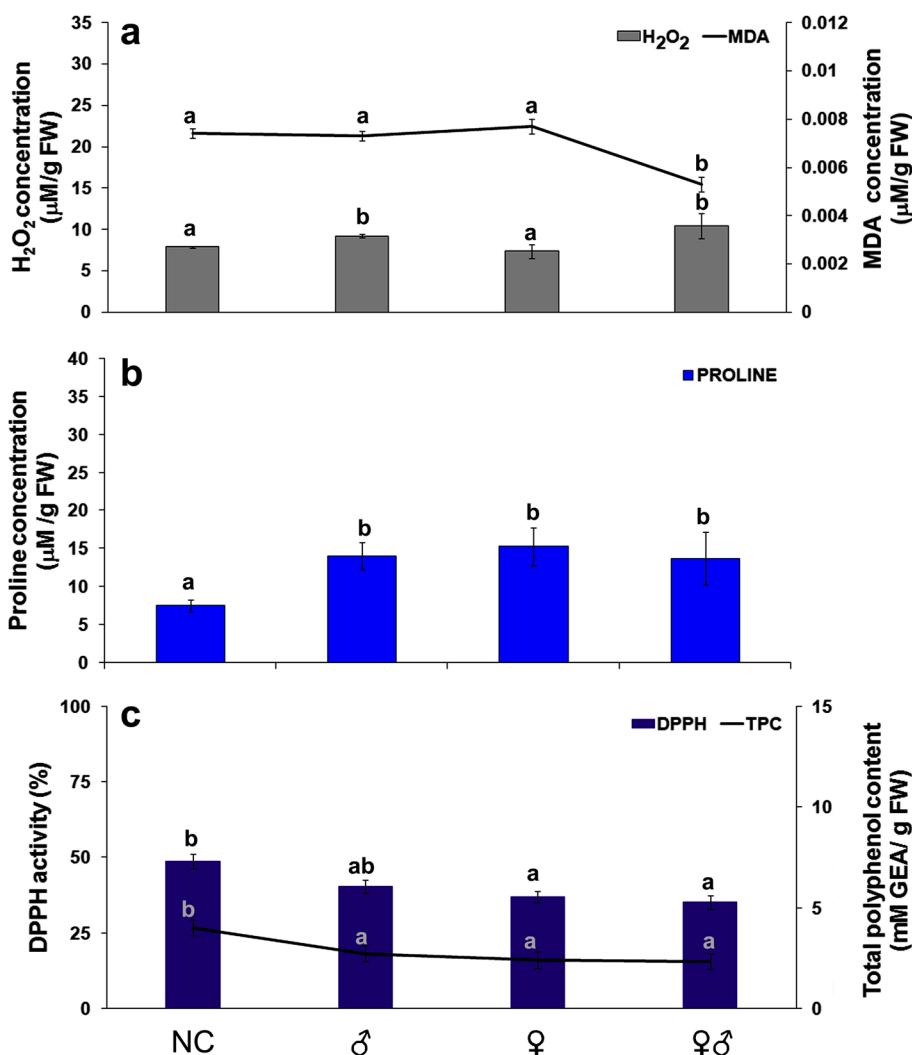 a
H₂O₂ MDA
H₂O₂ concentration
(µM/g FW)
35
30
25
20
15
10
5
0
a
a
a
b
a
b
a
b
0.012
0.01
0.008
0.006
0.004
0.002
0
MDA concentration
(µM/g FW)
b
PROLINE
Proline concentration
(µM /g FW)
40
35
30
25
20
15
10
5
0
a
b
b
b
c
DPPH TPC
DPPH activity (%)
100
75
50
25
0
b
ab
a
a
b
a
a
a
15
10
5
0
Total polyphenol content
(mM GEA/ g FW)
NC ♂ ♀ ♀♂